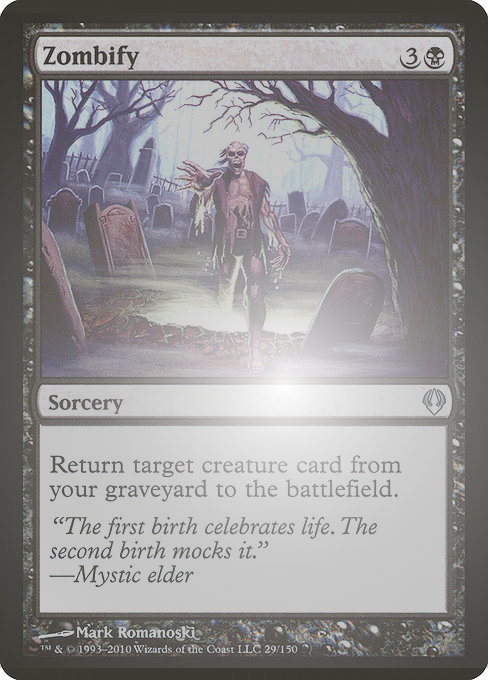 Zombify 3
Sorcery
Return target creature card from
your graveyard to the battlefield.
“The first birth celebrates life. The
second birth mocks it.”
—Mystic elder
Mark Romanoski
™ & © 1993–2010 Wizards of the Coast LLC 29/150